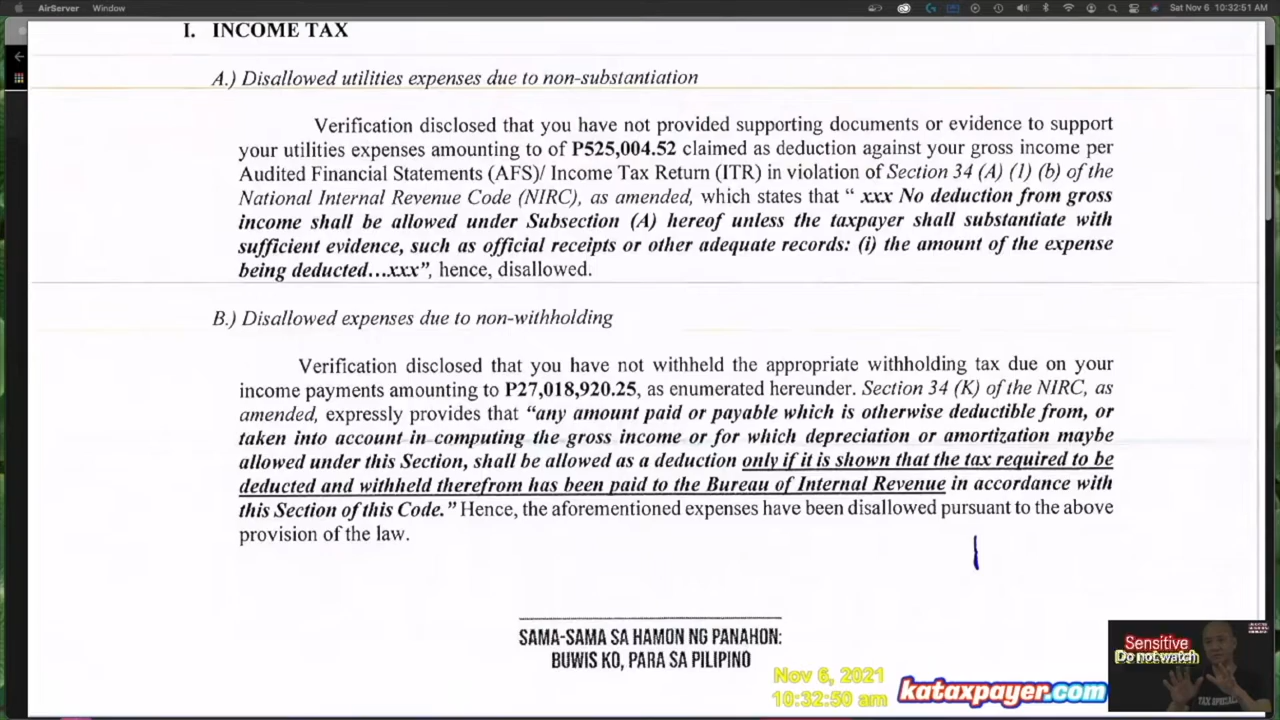 AirServer Window Sat Nov 6 10:32:51 AM
I. INCOME TAX
A.) Disallowed utilities expenses due to non-substantiation
Verification disclosed that you have not provided supporting documents or evidence to support
your utilities expenses amounting to of P525,004.52 claimed as deduction against your gross income per
Audited Financial Statements (AFS)/ Income Tax Return (ITR) in violation of Section 34 (A) (1) (b) of the
National Internal Revenue Code (NIRC), as amended, which states that “ xxx No deduction from gross
income shall be allowed under Subsection (A) hereof unless the taxpayer shall substantiate with
sufficient evidence, such as official receipts or other adequate records: (i) the amount of the expense
being deducted…xxx”, hence, disallowed.
B.) Disallowed expenses due to non-withholding
Verification disclosed that you have not withheld the appropriate withholding tax due on your
income payments amounting to P27,018,920.25, as enumerated hereunder. Section 34 (K) of the NIRC, as
amended, expressly provides that “any amount paid or payable which is otherwise deductible from, or
taken into account in computing the gross income or for which depreciation or amortization maybe
allowed under this Section, shall be allowed as a deduction only if it is shown that the tax required to be
deducted and withheld therefrom has been paid to the Bureau of Internal Revenue in accordance with
this Section of this Code.” Hence, the aforementioned expenses have been disallowed pursuant to the above
provision of the law.
SAMA-SAMA SA HAMON NG PANAHON:
BUWIS KO, PARA SA PILIPINO
Nov 6, 2021
10:32:50 am
kataxpayer.com
Sensitive
Do not watch